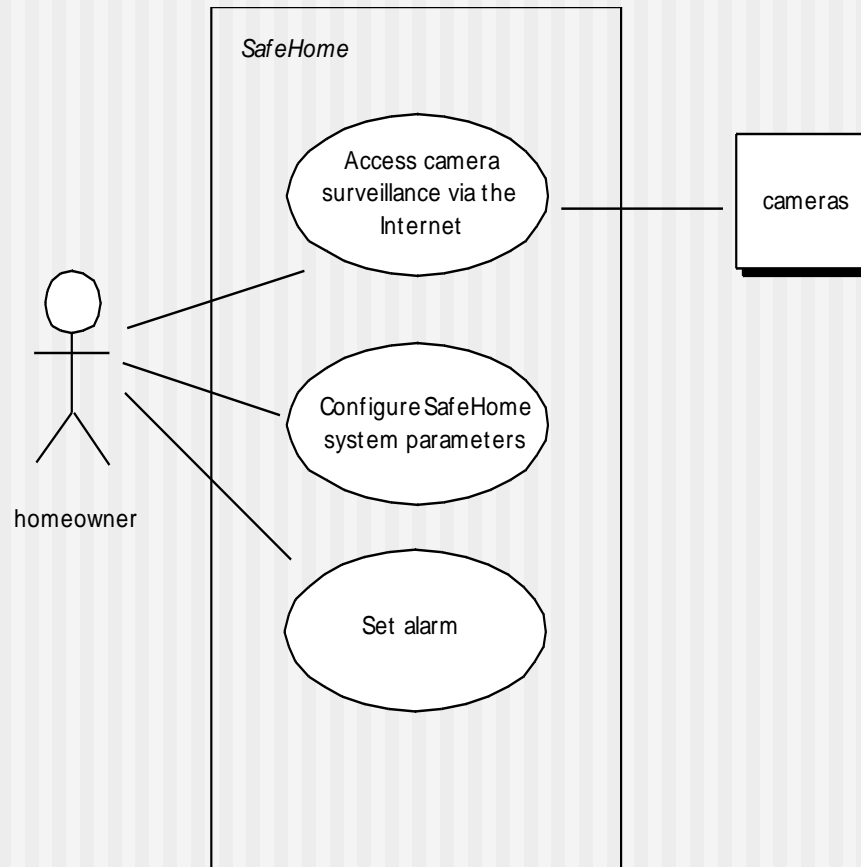 SafeHome
Access camera
surveillance via the
Internet
cameras
Configure SafeHome
system parameters
homeowner
Set alarm